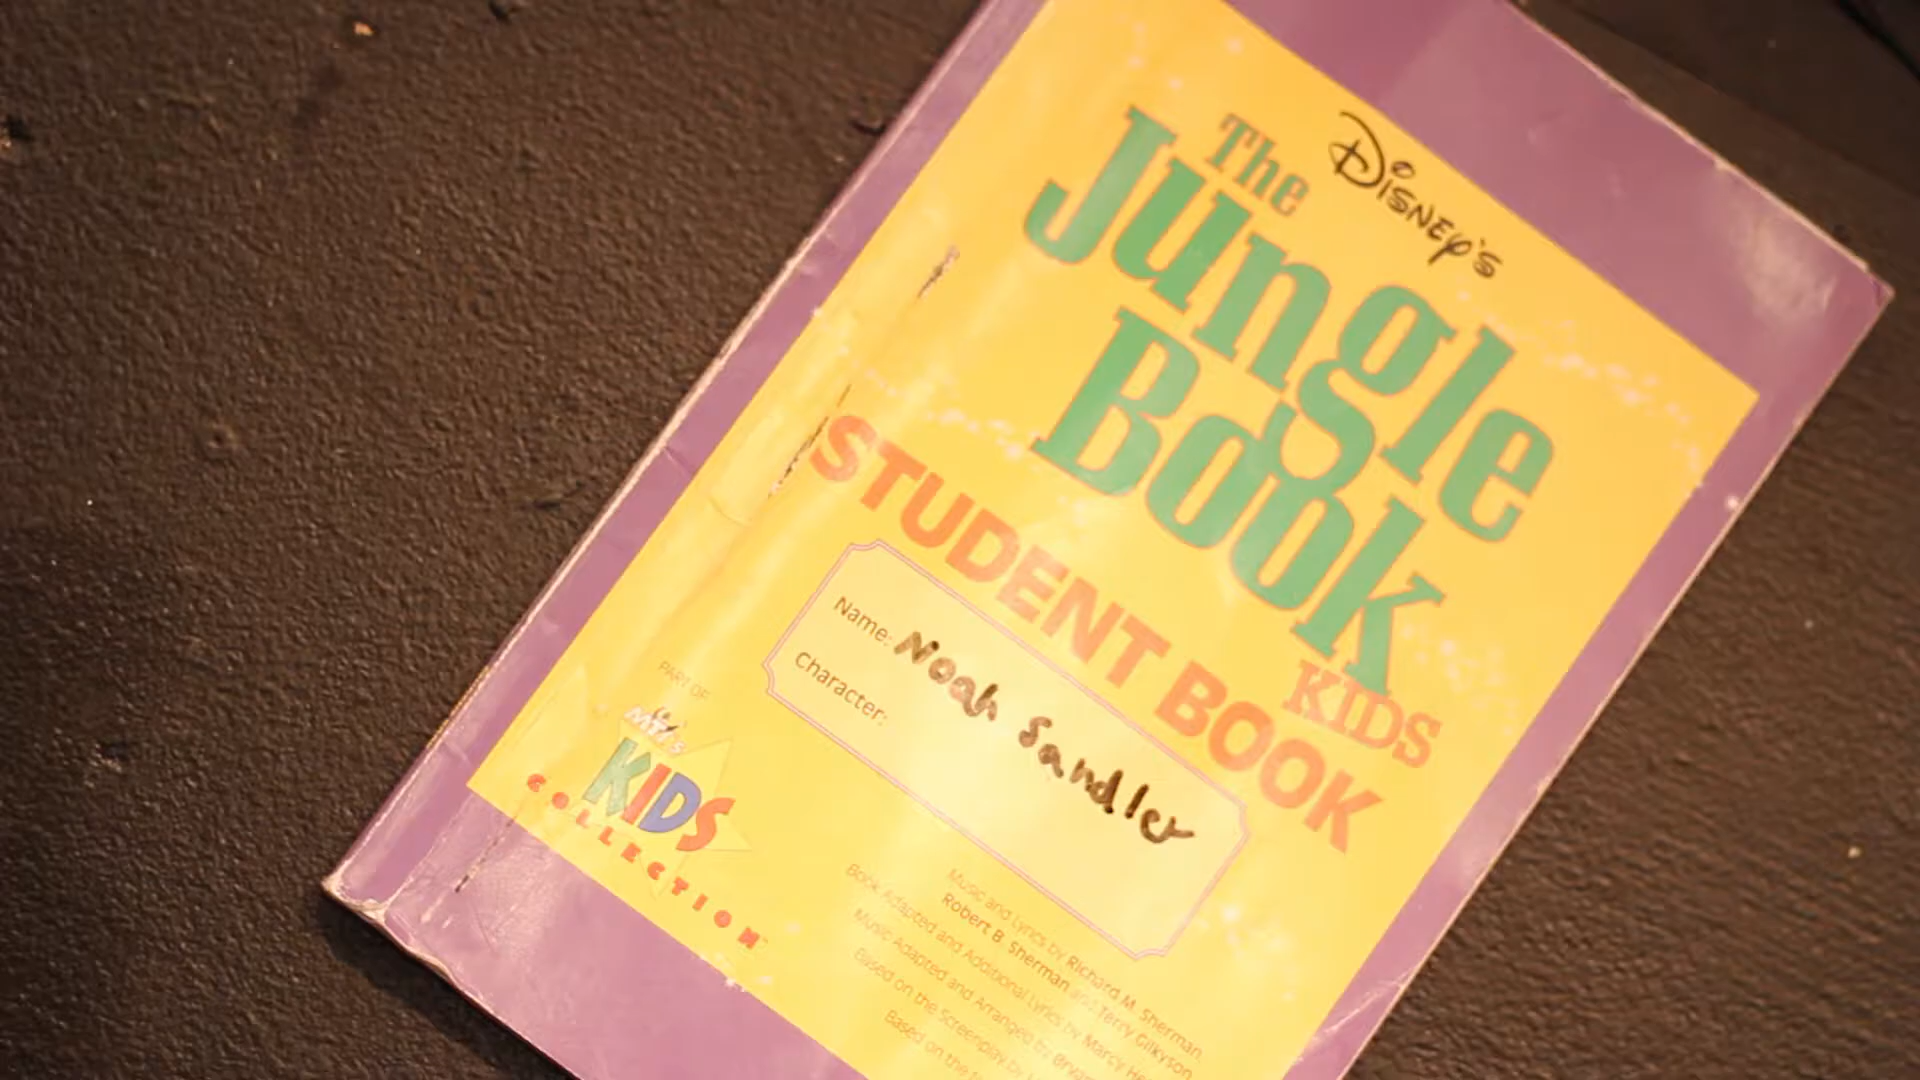 Disney's
The
Jungle
Book
KIDS
STUDENT BOOK
Name: Noah Sandler
Character:
PART OF
MTI's
KIDS
COLLECTION™
Music and Lyrics by Richard M. Sherman,
Robert B. Sherman and Terry Gilkyson
Book Adapted and Additional Lyrics by Marcy
Music Adapted and Arranged by
Based on the Screenplay by
Based on the